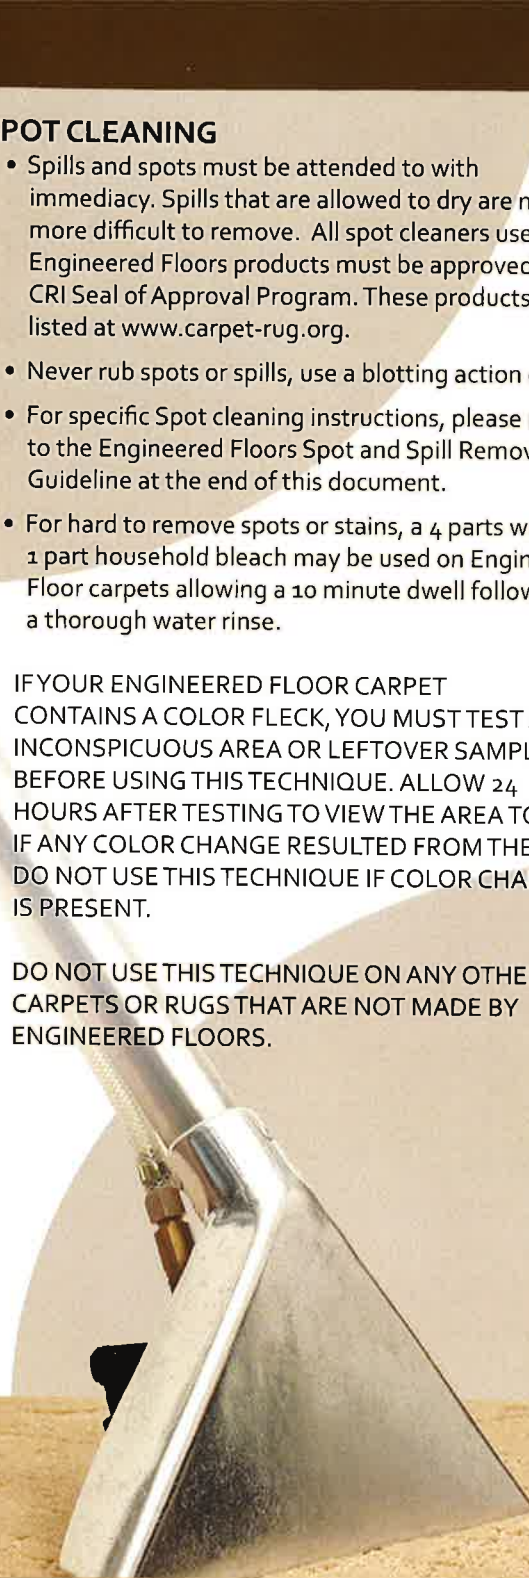 POT CLEANING
• Spills and spots must be attended to with
immediacy. Spills that are allowed to dry are
more difficult to remove. All spot cleaners use
Engineered Floors products must be approved
CRI Seal of Approval Program. These products
listed at www.carpet-rug.org.
• Never rub spots or spills, use a blotting action
• For specific Spot cleaning instructions, please
to the Engineered Floors Spot and Spill Remov
Guideline at the end of this document.
• For hard to remove spots or stains, a 4 parts w
1 part household bleach may be used on Engin
Floor carpets allowing a 10 minute dwell follow
a thorough water rinse.
IF YOUR ENGINEERED FLOOR CARPET
CONTAINS A COLOR FLECK, YOU MUST TEST
INCONSPICUOUS AREA OR LEFTOVER SAMPL
BEFORE USING THIS TECHNIQUE. ALLOW 24
HOURS AFTER TESTING TO VIEW THE AREA TO
IF ANY COLOR CHANGE RESULTED FROM THE
DO NOT USE THIS TECHNIQUE IF COLOR CHA
IS PRESENT.
DO NOT USE THIS TECHNIQUE ON ANY OTHE
CARPETS OR RUGS THAT ARE NOT MADE BY
ENGINEERED FLOORS.